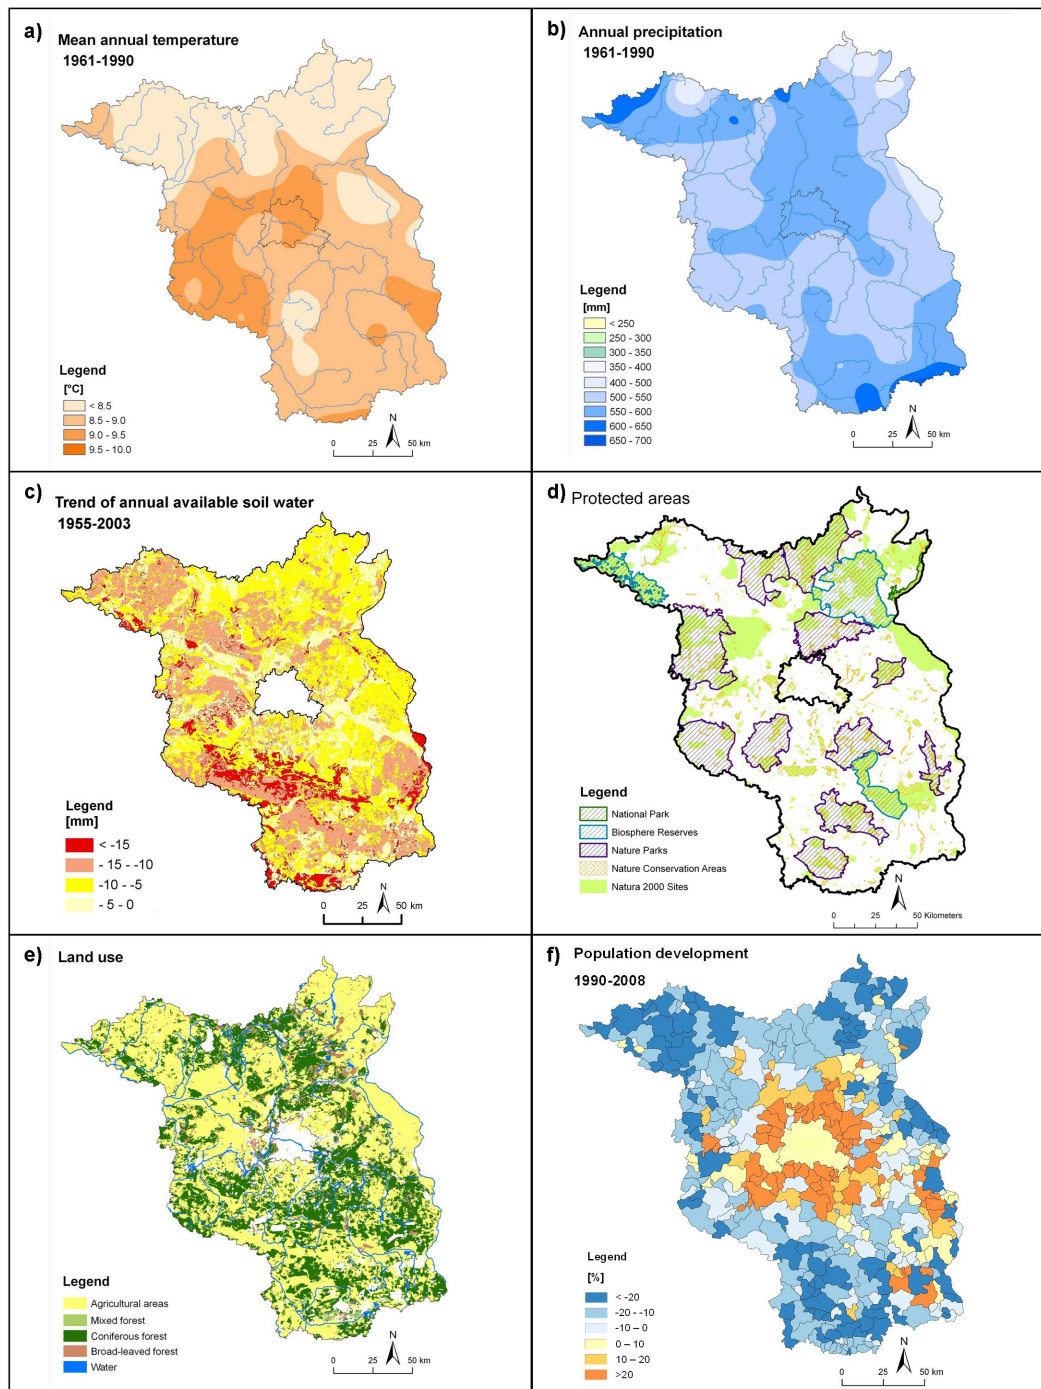 a)
Mean annual temperature
1961-1990
Legend
[°C]
< 8.5
8.5 - 9.0
9.0 - 9.5
9.5 - 10.0
N
0 25 50 km
b)
Annual precipitation
1961-1990
Legend
[mm]
< 250
250 - 300
300 - 350
350 - 400
400 - 500
500 - 550
550 - 600
600 - 650
650 - 700
N
0 25 50 km
c)
Trend of annual available soil water
1955-2003
Legend
[mm]
< -15
- 15 - -10
-10 - -5
- 5 - 0
N
0 25 50 km
d)
Protected areas
Legend
National Park
Biosphere Reserves
Nature Parks
Nature Conservation Areas
Natura 2000 Sites
N
0 25 50 Kilometers
e)
Land use
Legend
Agricultural areas
Mixed forest
Coniferous forest
Broad-leaved forest
Water
N
0 25 50 km
f)
Population development
1990-2008
Legend
[%]
< -20
-20 - -10
-10 – 0
0 – 10
10 – 20
>20
N
0 25 50 km